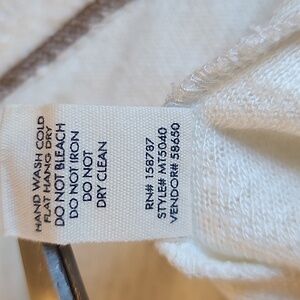 HAND WASH COLD
FLAT HANG DRY
DO NOT BLEACH
DO NOT IRON
DO NOT
DRY CLEAN
RN# 158787
STYLE# MT5040
VENDOR# 58650